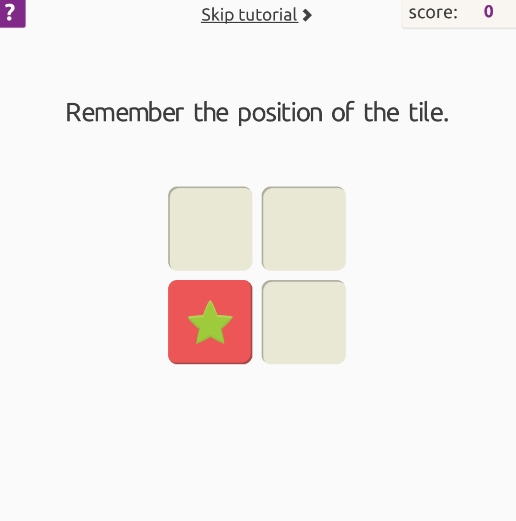 ?
Skip tutorial
score: 0
Remember the position of the tile.